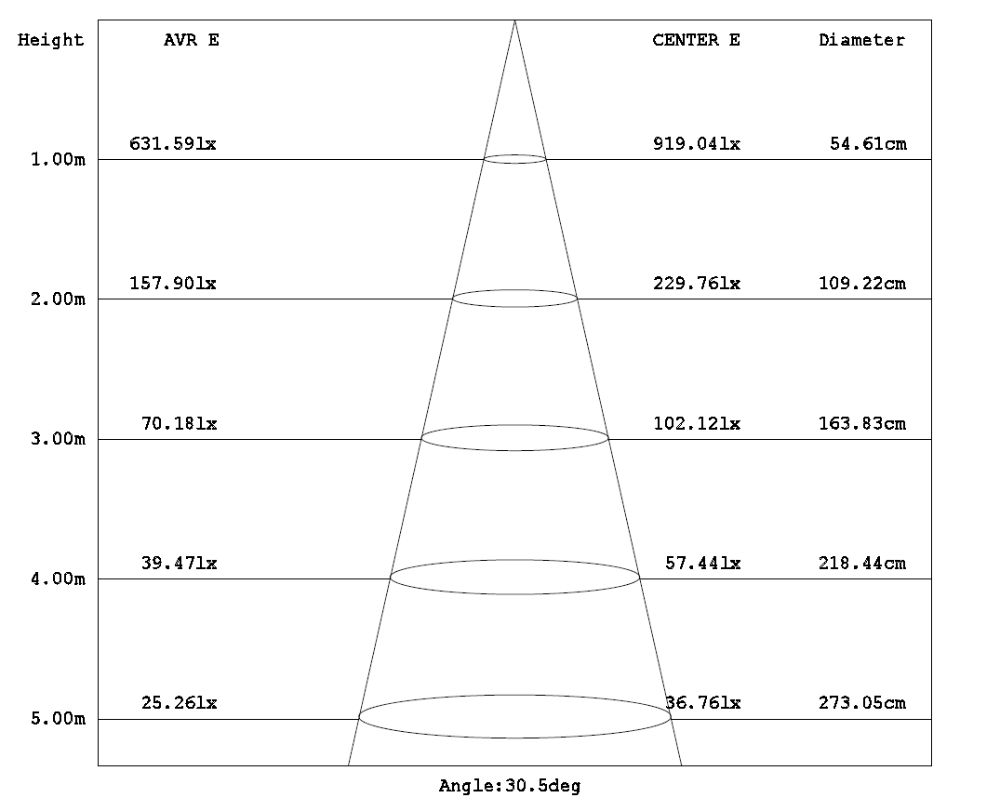 Height AVR E CENTER E Diameter
631.59lx 919.04lx 54.61cm
1.00m
157.90lx 229.76lx 109.22cm
2.00m
70.18lx 102.12lx 163.83cm
3.00m
39.47lx 57.44lx 218.44cm
4.00m
25.26lx 36.76lx 273.05cm
5.00m
Angle:30.5deg